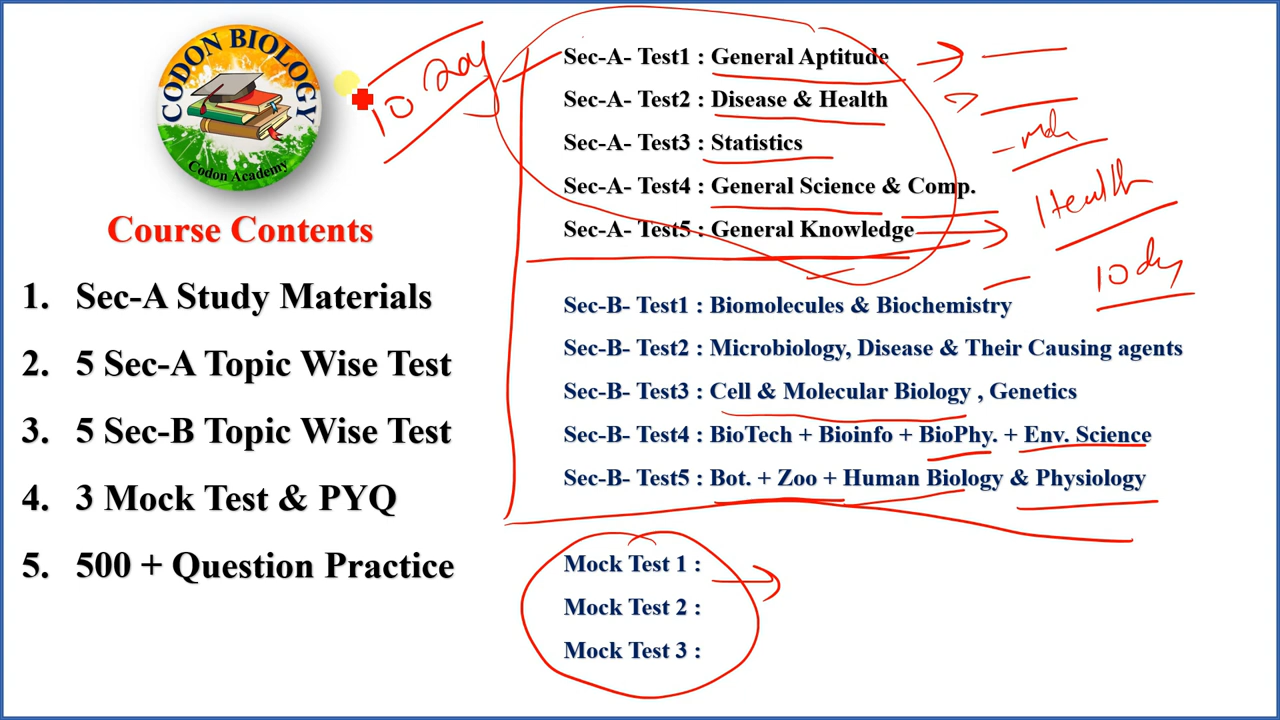 CODON BIOLOGY
Codon Academy
Course Contents
1. Sec-A Study Materials
2. 5 Sec-A Topic Wise Test
3. 5 Sec-B Topic Wise Test
4. 3 Mock Test & PYQ
5. 500 + Question Practice
10 day
Sec-A- Test1 : General Aptitude
Sec-A- Test2 : Disease & Health
Sec-A- Test3 : Statistics
Sec-A- Test4 : General Science & Comp.
Sec-A- Test5 : General Knowledge
Health
10 day
Sec-B- Test1 : Biomolecules & Biochemistry
Sec-B- Test2 : Microbiology, Disease & Their Causing agents
Sec-B- Test3 : Cell & Molecular Biology , Genetics
Sec-B- Test4 : BioTech + Bioinfo + BioPhy. + Env. Science
Sec-B- Test5 : Bot. + Zoo + Human Biology & Physiology
Mock Test 1 :
Mock Test 2 :
Mock Test 3 :